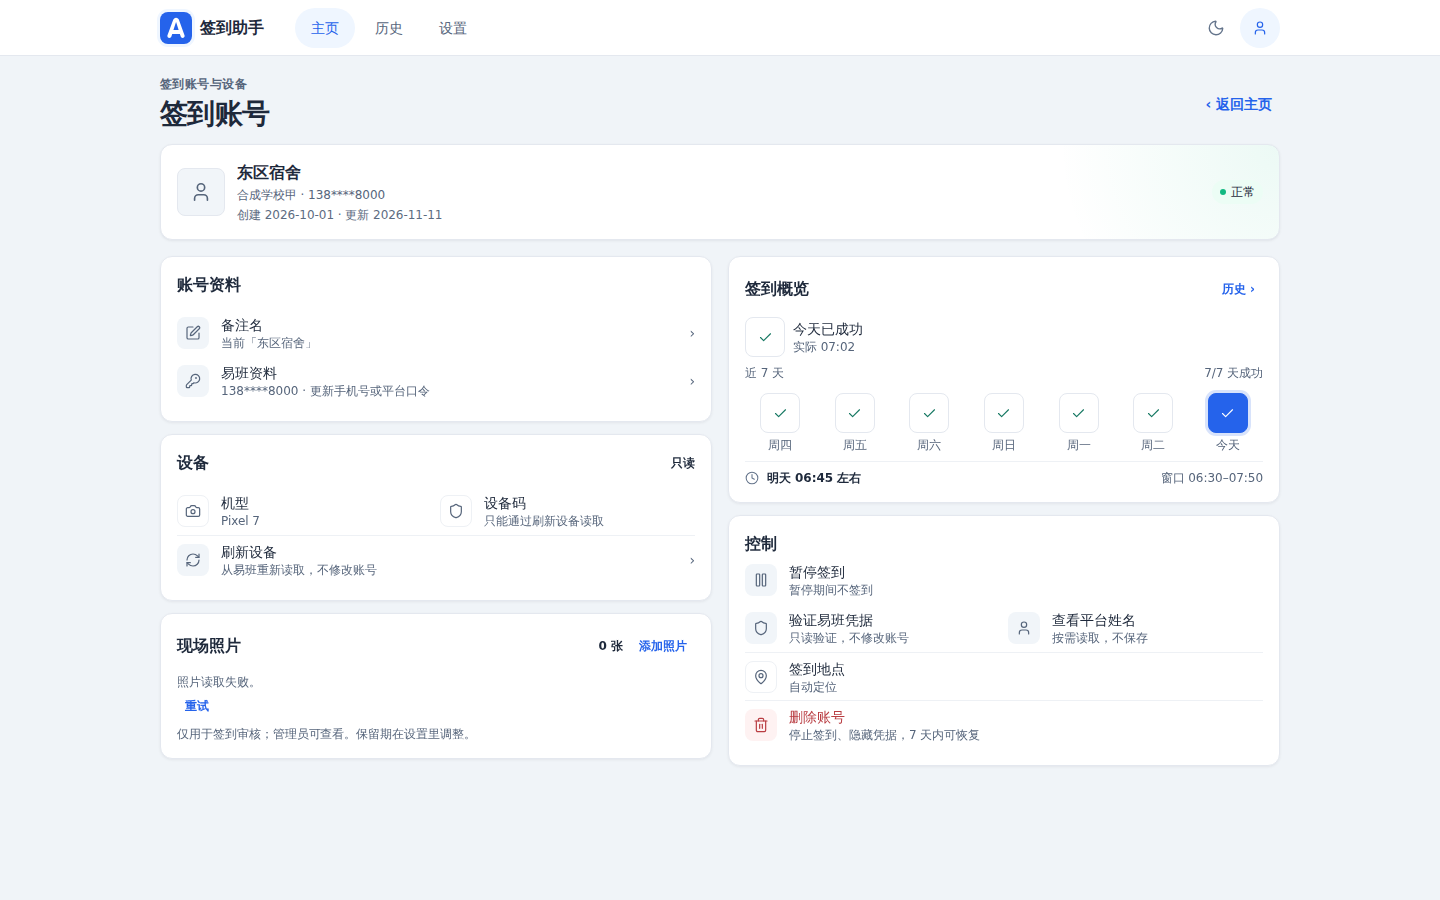 签到助手
主页
历史
设置
签到账号与设备
签到账号
‹ 返回主页
东区宿舍
合成学校甲 · 138****8000
创建 2026-10-01 · 更新 2026-11-11
正常
账号资料
备注名
当前「东区宿舍」
›
易班资料
138****8000 · 更新手机号或平台口令
›
设备
只读
机型
Pixel 7
设备码
只能通过刷新设备读取
刷新设备
从易班重新读取，不修改账号
›
现场照片
0 张
添加照片
照片读取失败。
重试
仅用于签到审核；管理员可查看。保留期在设置里调整。
签到概览
历史 ›
今天已成功
实际 07:02
近 7 天
7/7 天成功
周四
周五
周六
周日
周一
周二
今天
明天 06:45 左右
窗口 06:30–07:50
控制
暂停签到
暂停期间不签到
验证易班凭据
只读验证，不修改账号
查看平台姓名
按需读取，不保存
签到地点
自动定位
删除账号
停止签到、隐藏凭据，7 天内可恢复